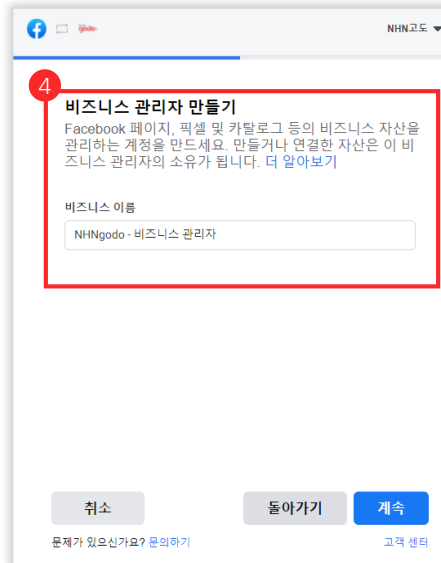 godo
NHN고도
4
비즈니스 관리자 만들기
Facebook 페이지, 픽셀 및 카탈로그 등의 비즈니스 자산을
관리하는 계정을 만드세요. 만들거나 연결한 자산은 이 비
즈니스 관리자의 소유가 됩니다. 더 알아보기
비즈니스 이름
NHNgodo - 비즈니스 관리자
취소
돌아가기
계속
문제가 있으신가요? 문의하기
고객 센터